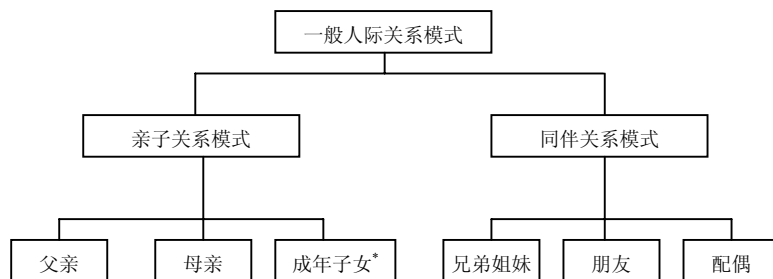 一般人际关系模式
亲子关系模式
同伴关系模式
父亲
母亲
成年子女*
兄弟姐妹
朋友
配偶